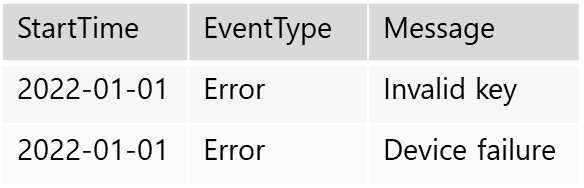 StartTime EventType Message
2022-01-01 Error Invalid key
2022-01-01 Error Device failure